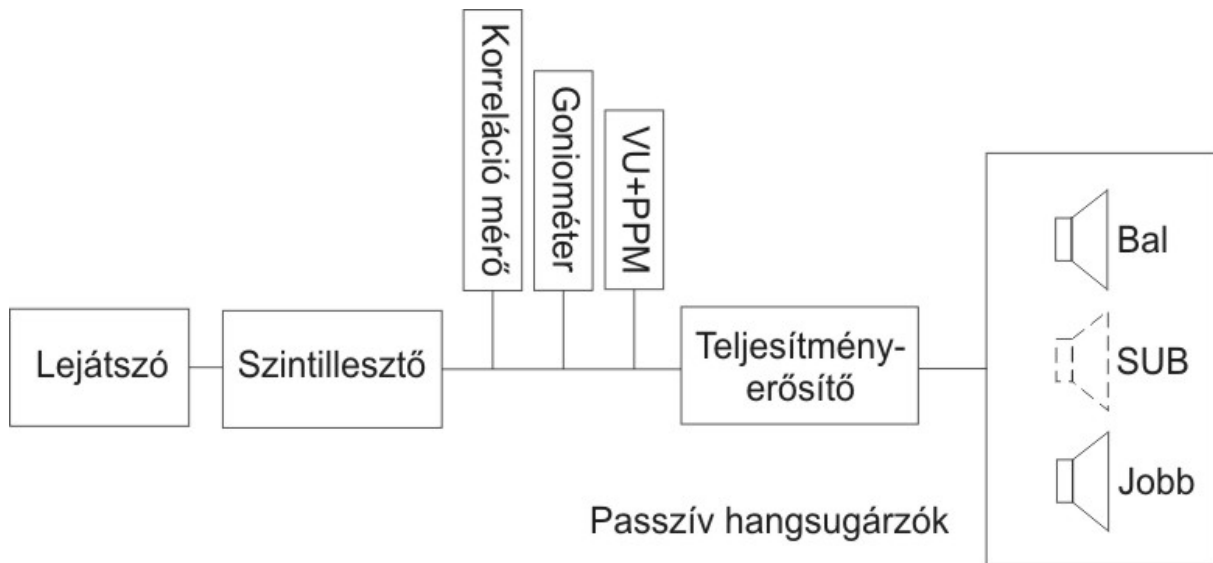 Korreláció mérő
Goniométer
VU+PPM
Lejátszó
Szintillesztő
Teljesítmény-
erősítő
Bal
SUB
Jobb
Passzív hangsugárzók